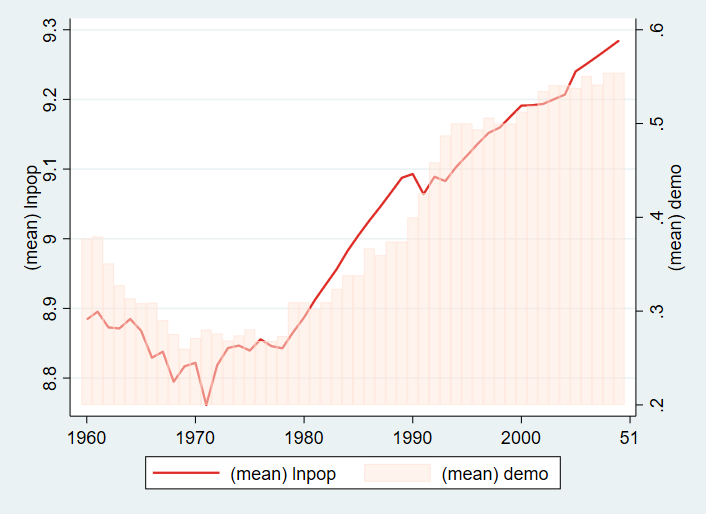 (mean) lnpop
9.3
9.2
9.1
9
8.9
8.8
(mean) demo
.6
.5
.4
.3
.2
1960 1970 1980 1990 2000 51
(mean) lnpop (mean) demo